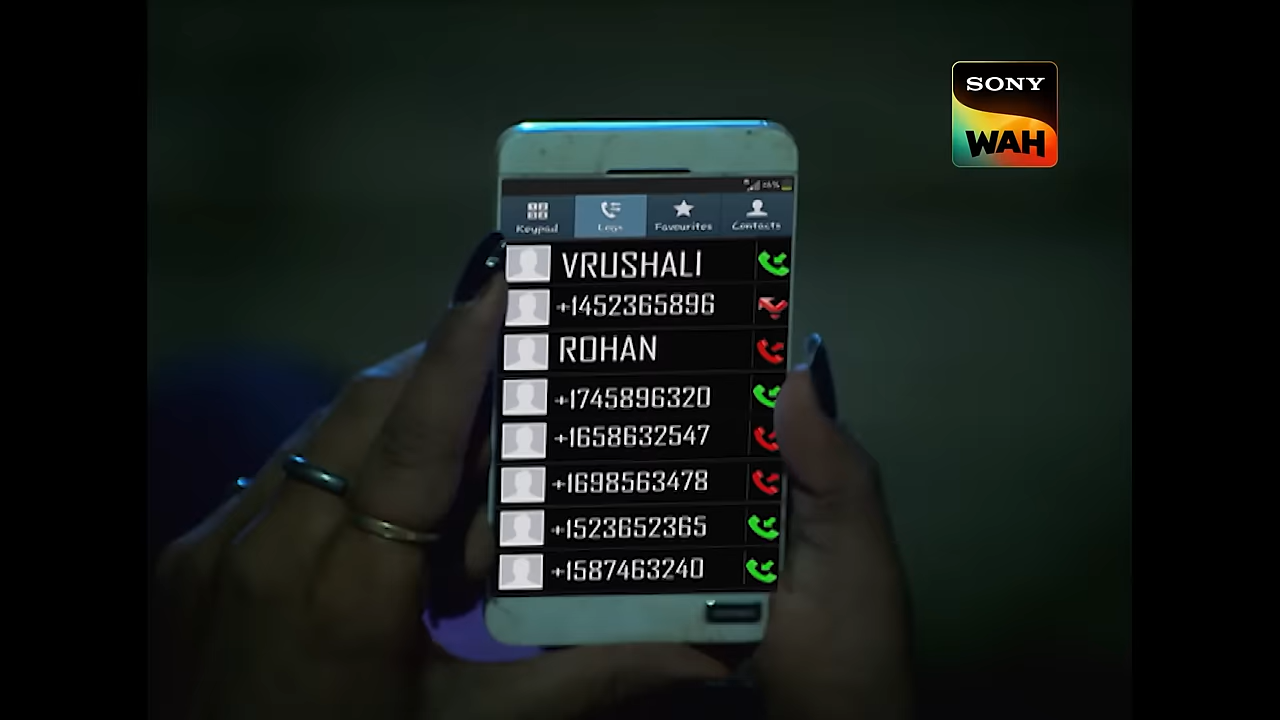 SONY
WAH
Keypad Logs Favourites Contacts
VRUSHALI
+1452365896
ROHAN
+1745896320
+1658632547
+1698563478
+1523652365
+1587463240